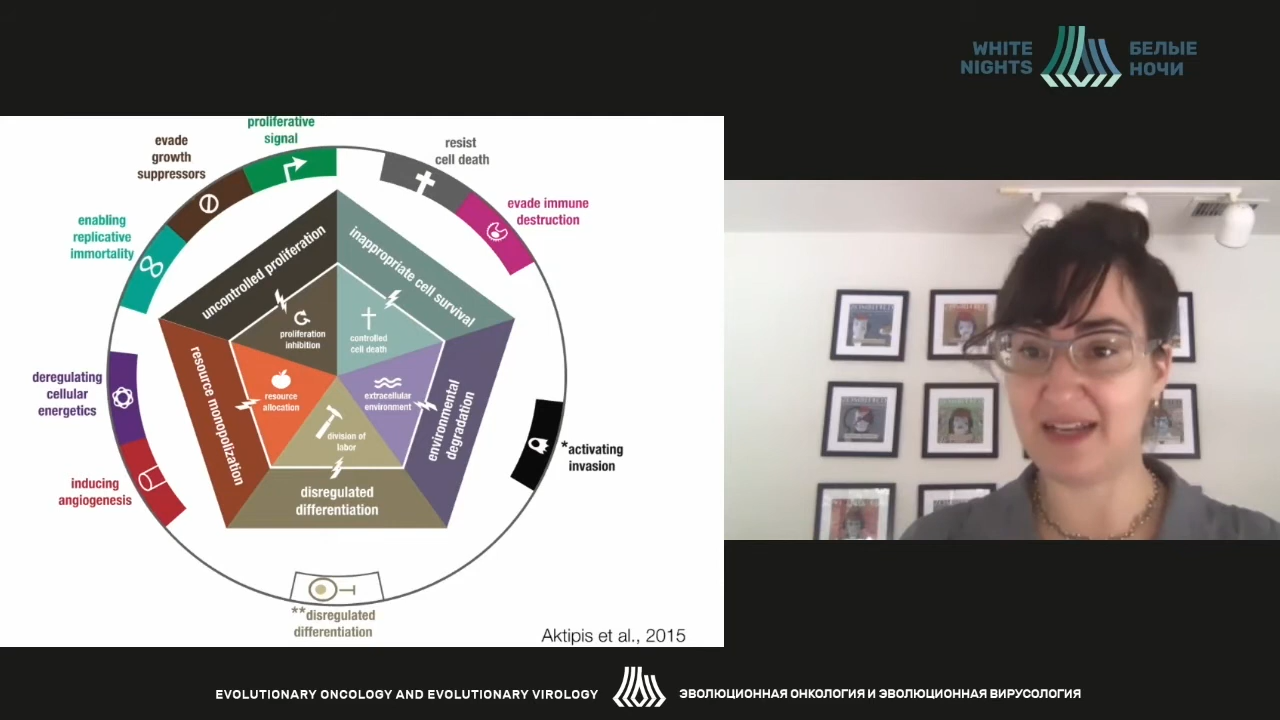 WHITE
NIGHTS
БЕЛЫЕ
НОЧИ
proliferative
signal
evade
growth
suppressors
resist
cell death
enabling
replicative
immortality
evade immune
destruction
uncontrolled proliferation
inappropriate cell survival
proliferation
inhibition
controlled
cell death
deregulating
cellular
energetics
resource monopolization
resource
allocation
extracellular
environment
environmental
degradation
division of
labor
*activating
invasion
inducing
angiogenesis
disregulated
differentiation
**disregulated
differentiation
Aktipis et al., 2015
EVOLUTIONARY ONCOLOGY AND EVOLUTIONARY VIROLOGY
ЭВОЛЮЦИОННАЯ ОНКОЛОГИЯ И ЭВОЛЮЦИОННАЯ ВИРУСОЛОГИЯ